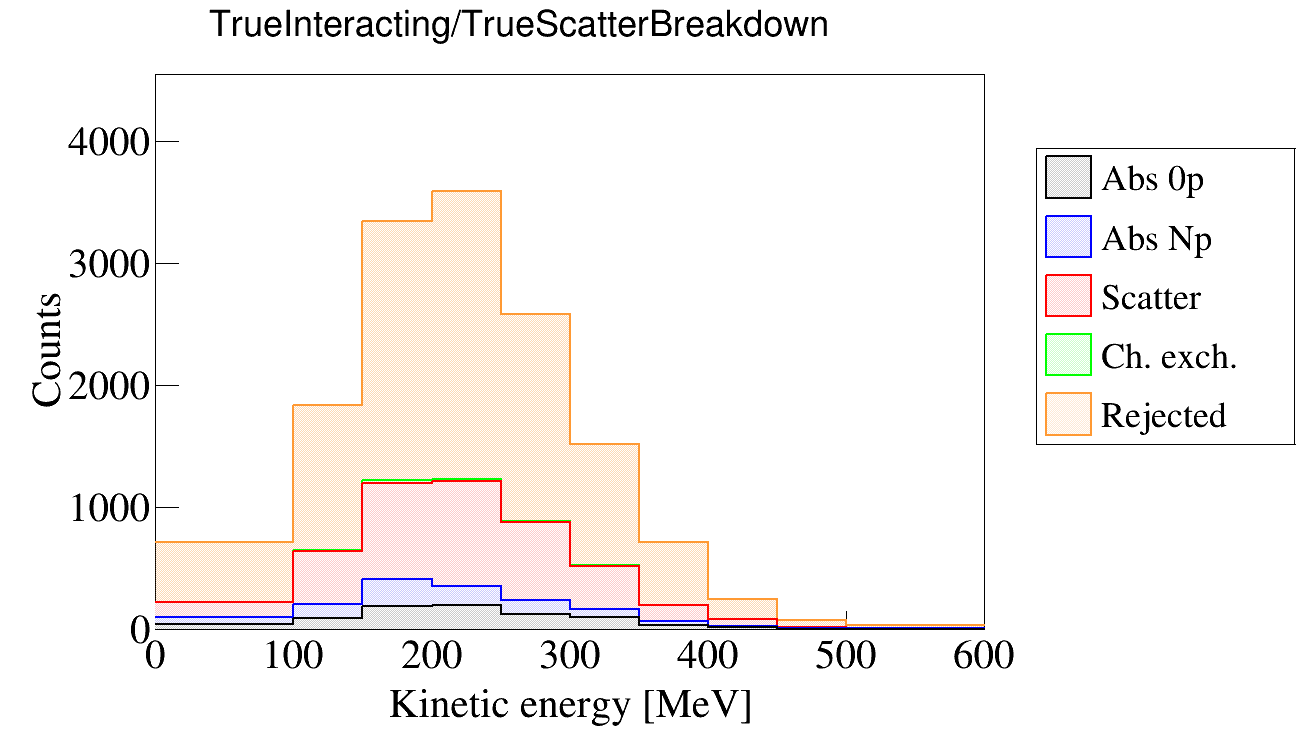 TrueInteracting/TrueScatterBreakdown
4000
3000
2000
1000
0
Counts
0 100 200 300 400 500 600
Kinetic energy [MeV]
Abs 0p
Abs Np
Scatter
Ch. exch.
Rejected